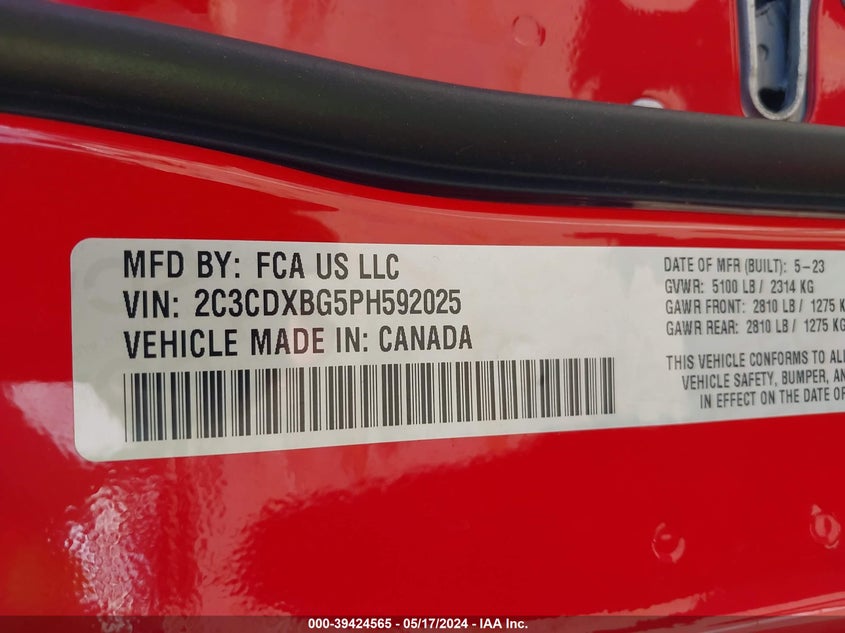 MFD BY: FCA US LLC
VIN: 2C3CDXBG5PH592025
VEHICLE MADE IN: CANADA
DATE OF MFR (BUILT): 5-23
GVWR: 5100 LB / 2314 KG
GAWR FRONT: 2810 LB / 1275 K
GAWR REAR: 2810 LB / 1275 KG
THIS VEHICLE CONFORMS TO ALL
VEHICLE SAFETY, BUMPER, AN
IN EFFECT ON THE DATE OF
000-39424565 - 05/17/2024 - IAA Inc.